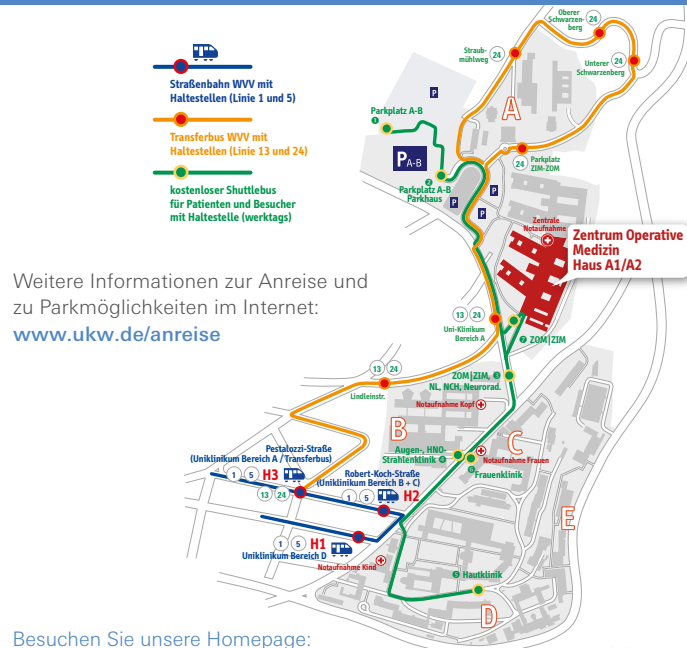 Straßenbahn WVV mit
Haltestellen (Linie 1 und 5)
Transferbus WVV mit
Haltestellen (Linie 13 und 24)
kostenloser Shuttlebus
für Patienten und Besucher
mit Haltestelle (werktags)
Oberer
Schwarzen-
berg
24
Straub-
mühlweg
24
Unterer
Schwarzenberg
24
A
P
P
Parkplatz A-B
1
PA-B
2
Parkplatz A-B
Parkhaus
24
Parkplatz
ZIM-ZOM
P
P
P
Zentrale
Notaufnahme
Zentrum Operative
Medizin
Haus A1/A2
Weitere Informationen zur Anreise und
zu Parkmöglichkeiten im Internet:
www.ukw.de/anreise
13 24
Uni-Klinikum
Bereich A
7 ZOM|ZIM
13 24
Lindleinstr.
ZOM|ZIM, 3
NL, NCH, Neurorad.
Notaufnahme Kopf
B
C
Augen-, HNO-
Strahlenklinik 4
Notaufnahme Frauen
6
Frauenklinik
Pestalozzi-Straße
(Uniklinikum Bereich A / Transferbus)
1 5 H3
13 24
Robert-Koch-Straße
(Uniklinikum Bereich B + C)
1 5 H2
E
1 5 H1
Uniklinikum Bereich D
Notaufnahme Kind
5 Hautklinik
D
Besuchen Sie unsere Homepage: